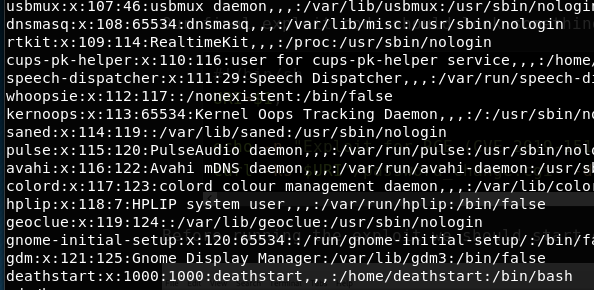 usbmux:x:107:46:usbmux daemon,,,:/var/lib/usbmux:/usr/sbin/nologin
dnsmasq:x:108:65534:dnsmasq,,,:/var/lib/misc:/usr/sbin/nologin
rtkit:x:109:114:RealtimeKit,,,:/proc:/usr/sbin/nologin
cups-pk-helper:x:110:116:user for cups-pk-helper service,,,:/home/
speech-dispatcher:x:111:29:Speech Dispatcher,,,:/var/run/speech-di
whoopsie:x:112:117::/nonexistent:/bin/false
kernoops:x:113:65534:Kernel Oops Tracking Daemon,,,:/:/usr/sbin/no
saned:x:114:119::/var/lib/saned:/usr/sbin/nologin
pulse:x:115:120:PulseAudio daemon,,,:/var/run/pulse:/usr/sbin/nolo
avahi:x:116:122:Avahi mDNS daemon,,,:/var/run/avahi-daemon:/usr/sb
colord:x:117:123:colord colour management daemon,,,:/var/lib/color
hplip:x:118:7:HPLIP system user,,,:/var/run/hplip:/bin/false
geoclue:x:119:124::/var/lib/geoclue:/usr/sbin/nologin
gnome-initial-setup:x:120:65534::/run/gnome-initial-setup/:/bin/fa
gdm:x:121:125:Gnome Display Manager:/var/lib/gdm3:/bin/false
deathstart:x:1000:1000:deathstart,,,:/home/deathstart:/bin/bash